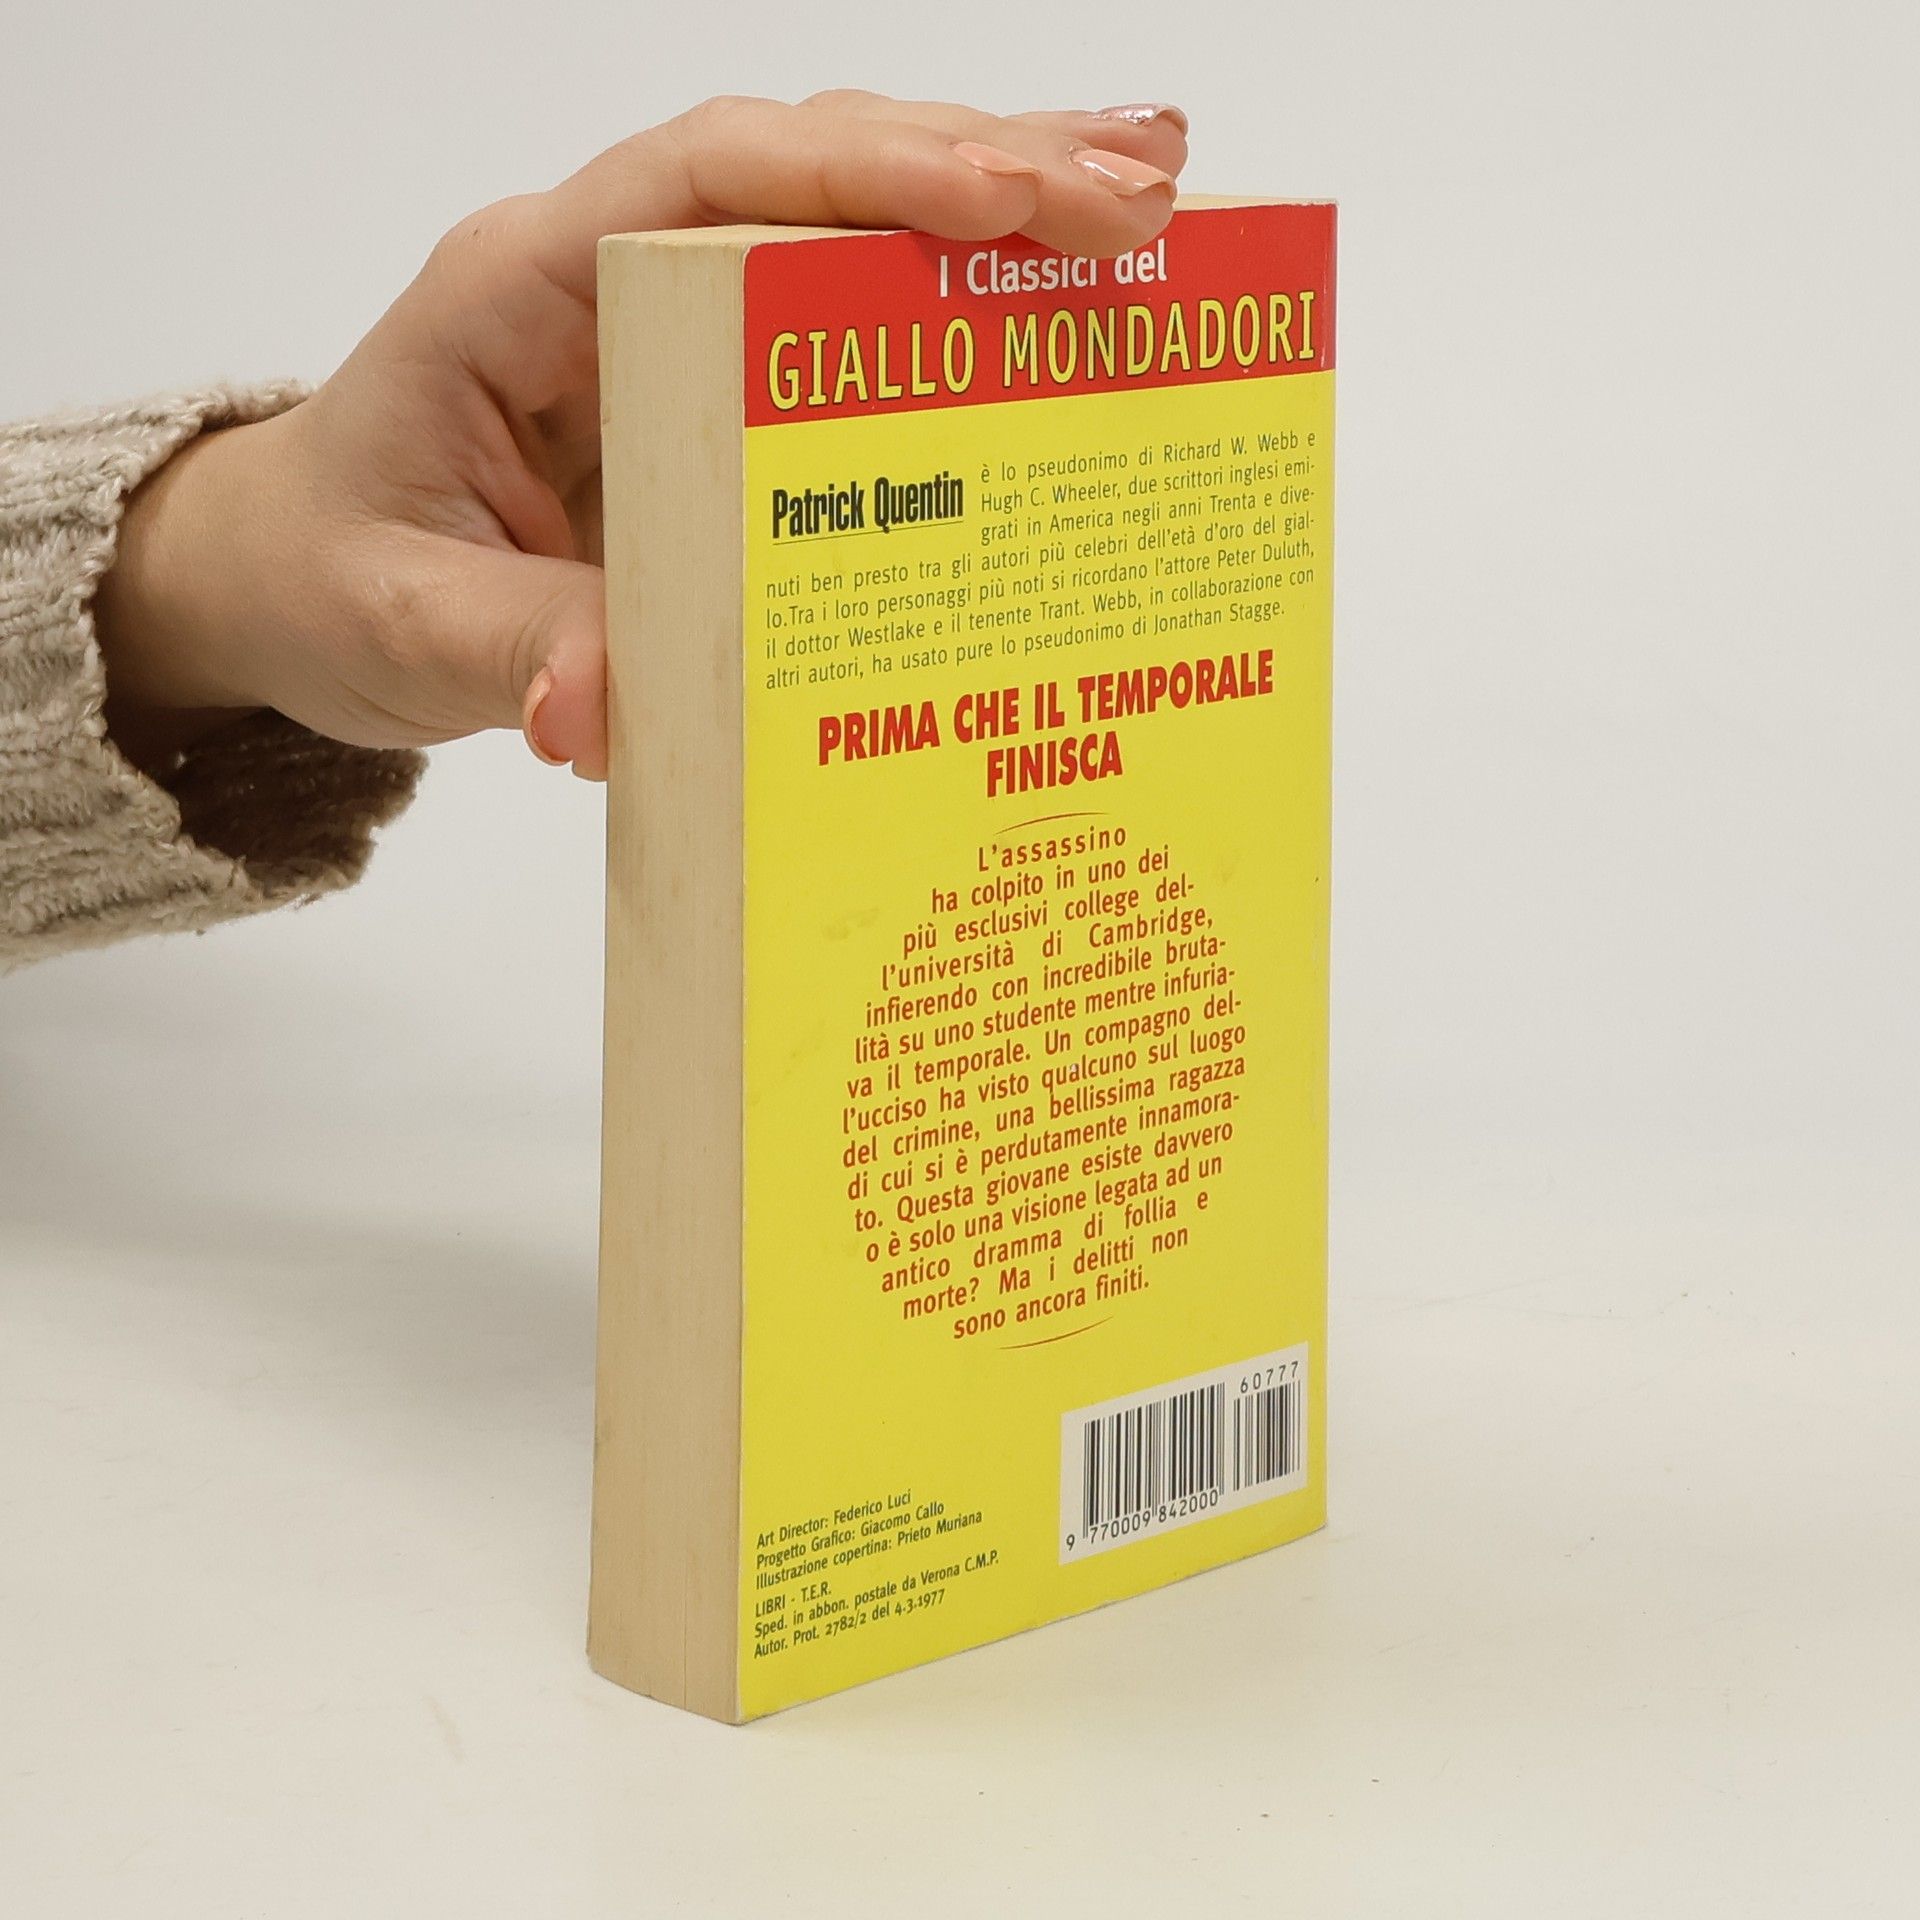 I Classici del
GIALLO MONDADORI
Patrick Quentin
è lo pseudonimo di Richard W. Webb e
Hugh C. Wheeler, due scrittori inglesi emi-
grati in America negli anni Trenta e dive-
nuti ben presto tra gli autori più celebri dell'età d'oro del gial-
lo.Tra i loro personaggi più noti si ricordano l'attore Peter Duluth,
il dottor Westlake e il tenente Trant. Webb, in collaborazione con
altri autori, ha usato pure lo pseudonimo di Jonathan Stagge.
PRIMA CHE IL TEMPORALE
FINISCA
L'assassino
ha colpito in uno dei
più esclusivi college del-
l'università di Cambridge,
infierendo con incredibile bruta-
lità su uno studente mentre infuria-
va il temporale. Un compagno del-
l'ucciso ha visto qualcuno sul luogo
del crimine, una bellissima ragazza
di cui si è perdutamente innamora-
to. Questa giovane esiste davvero
o è solo una visione legata ad un
antico dramma di follia e
morte? Ma i delitti non
sono ancora finiti.
60777
9 770009 842000
Art Director: Federico Luci
Progetto Grafico: Giacomo Callo
Illustrazione copertina: Prieto Muriana
LIBRI - T.E.R.
Sped. in abbon. postale da Verona C.M.P.
Autor. Prot. 2782/2 del 4.3.1977